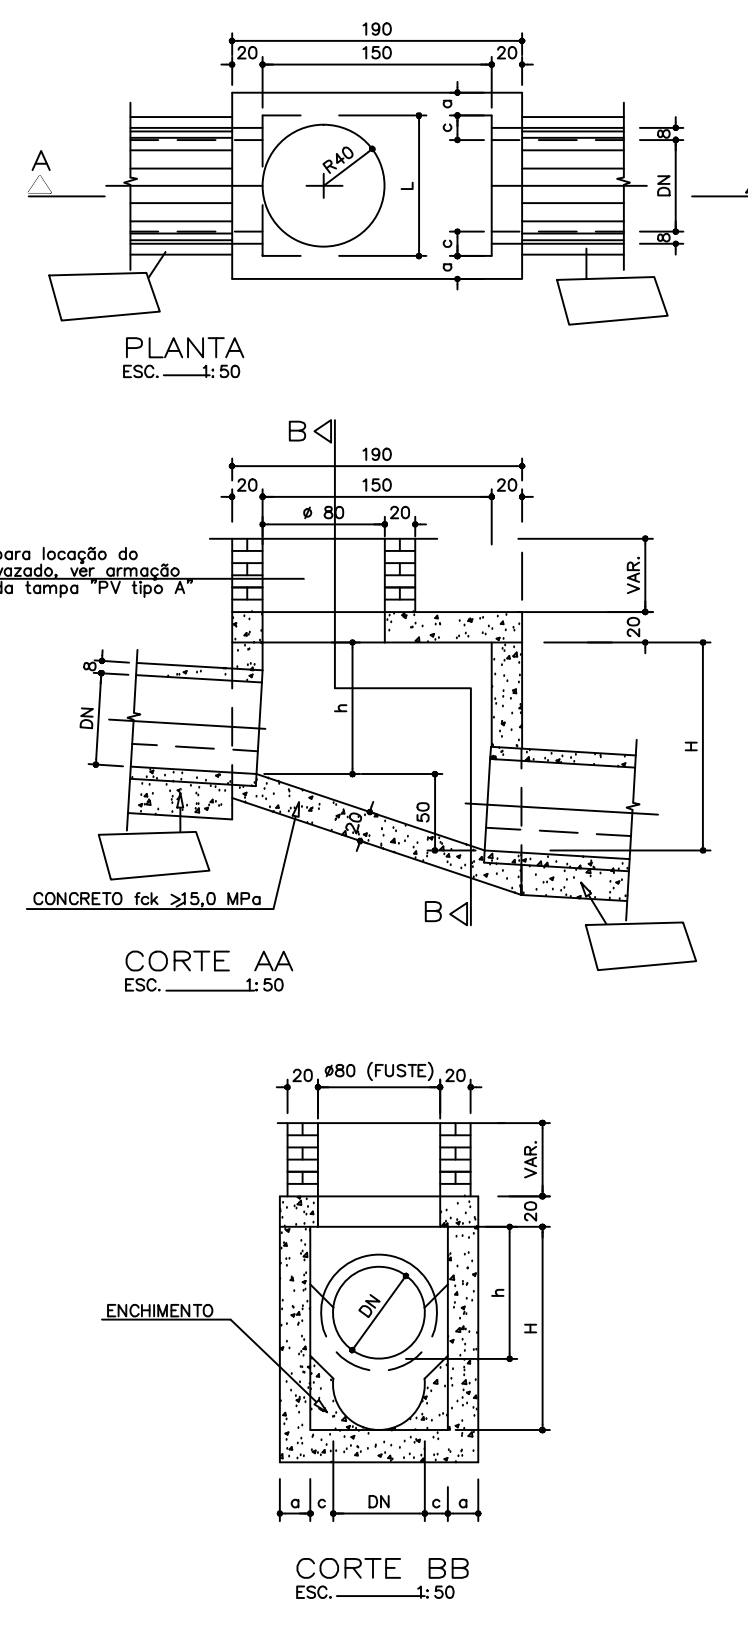 190
20 150 20
a
c
8
A
R40
L
DN
c
8
a
PLANTA
ESC. 1:50
B
190
20 150 20
ø 80 20
para locação do
vazado, ver armação
da tampa "PV tipo A"
VAR.
20
8
DN
h
H
50
20
CONCRETO fck >15,0 MPa
B
CORTE AA
ESC. 1:50
20 ø80 (FUSTE) 20
VAR.
20
h
DN
H
ENCHIMENTO
a c DN c a
CORTE BB
ESC. 1:50